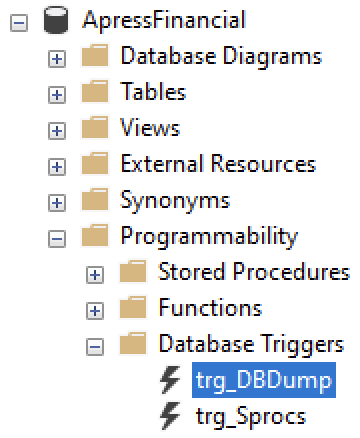 ApressFinancial
Database Diagrams
Tables
Views
External Resources
Synonyms
Programmability
Stored Procedures
Functions
Database Triggers
trg_DBDump
trg_Sprocs